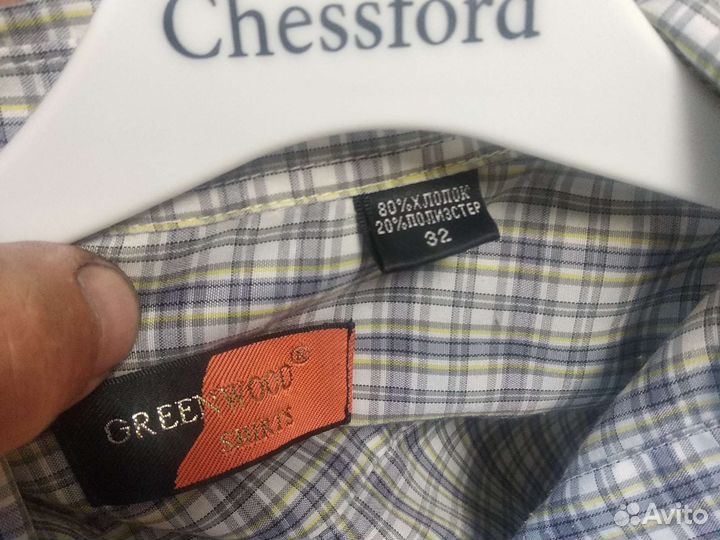 Chessford
80%ХЛОПОК
20%ПОЛИЭСТЕР
32
GREENWOOD®
SHIRTS
Avito